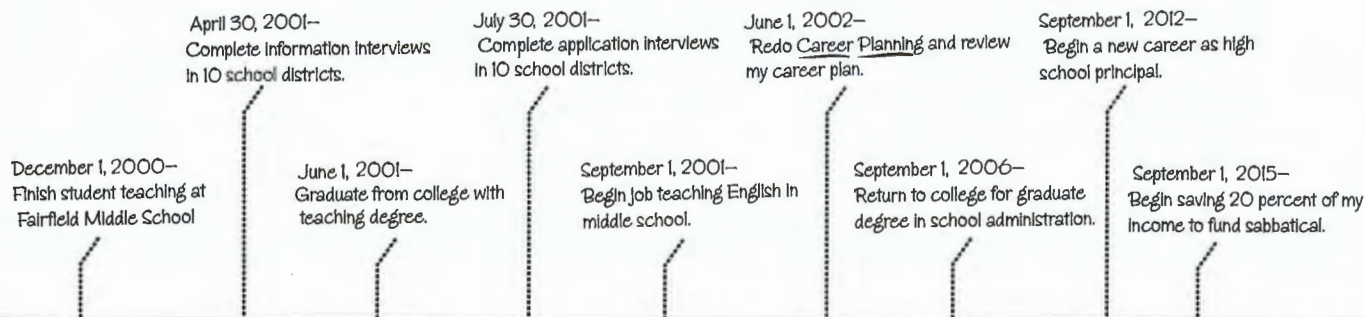 April 30, 2001–
Complete information interviews
in 10 school districts.
July 30, 2001–
Complete application interviews
in 10 school districts.
June 1, 2002–
Redo Career Planning and review
my career plan.
September 1, 2012–
Begin a new career as high
school principal.
December 1, 2000–
Finish student teaching at
Fairfield Middle School
June 1, 2001–
Graduate from college with
teaching degree.
September 1, 2001–
Begin job teaching English in
middle school.
September 1, 2006–
Return to college for graduate
degree in school administration.
September 1, 2015–
Begin saving 20 percent of my
income to fund sabbatical.